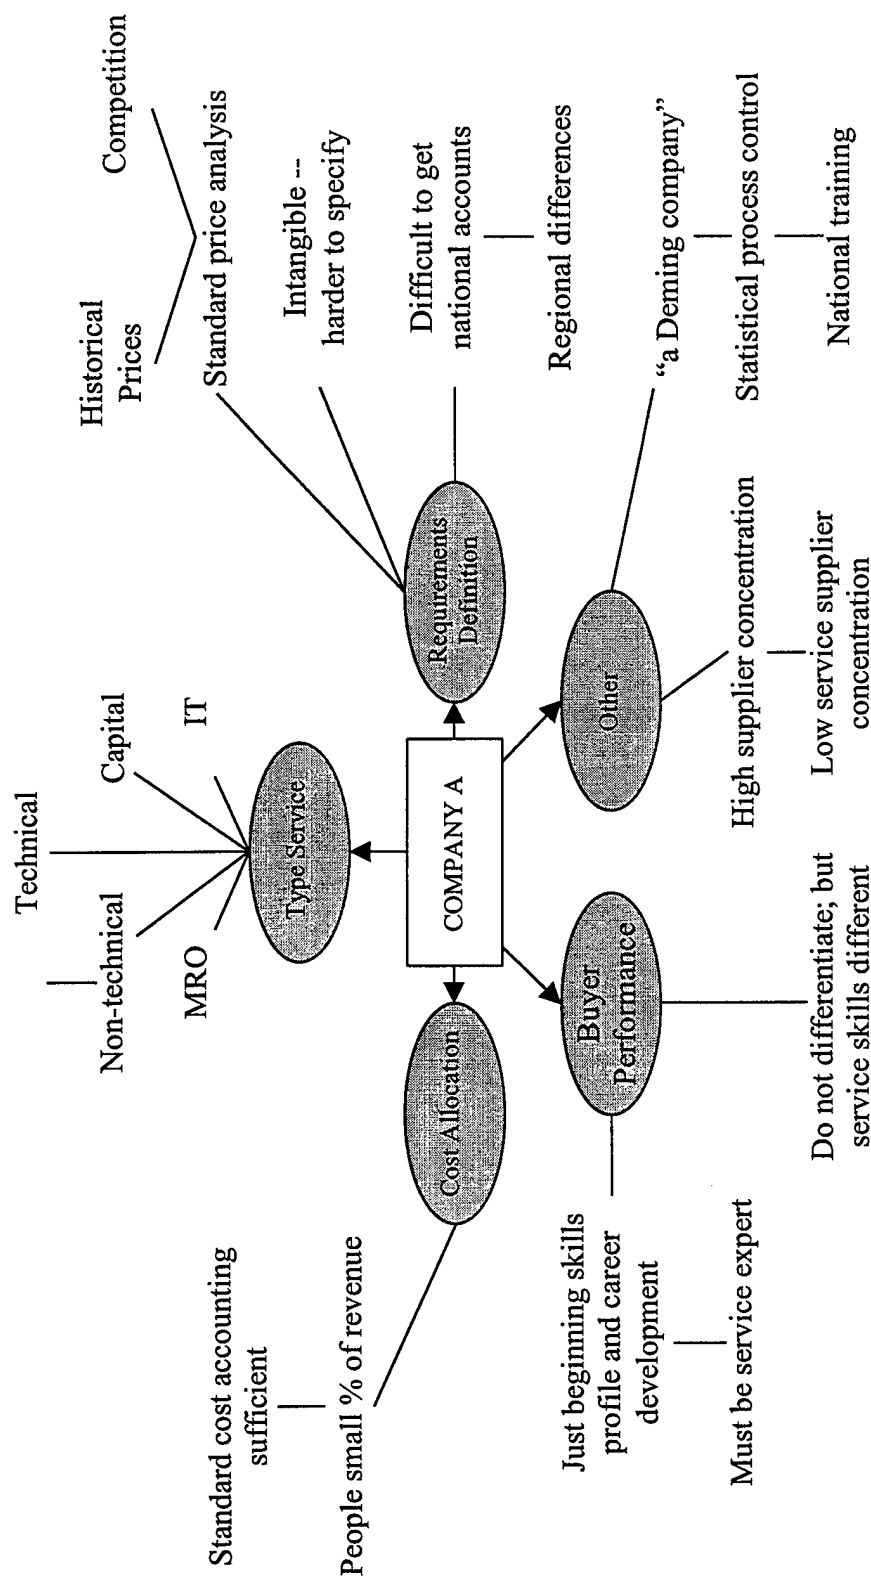 Technical
Non-technical
Capital
MRO
IT
Type Service
Historical
Prices
Competition
Standard price analysis
Intangible --
harder to specify
Difficult to get
national accounts
Regional differences
Requirements
Definition
Standard cost accounting
sufficient
People small % of revenue
Cost Allocation
COMPANY A
Just beginning skills
profile and career
development
Must be service expert
Buyer
Performance
Do not differentiate; but
service skills different
Other
High supplier concentration
Low service supplier
concentration
“a Deming company”
Statistical process control
National training